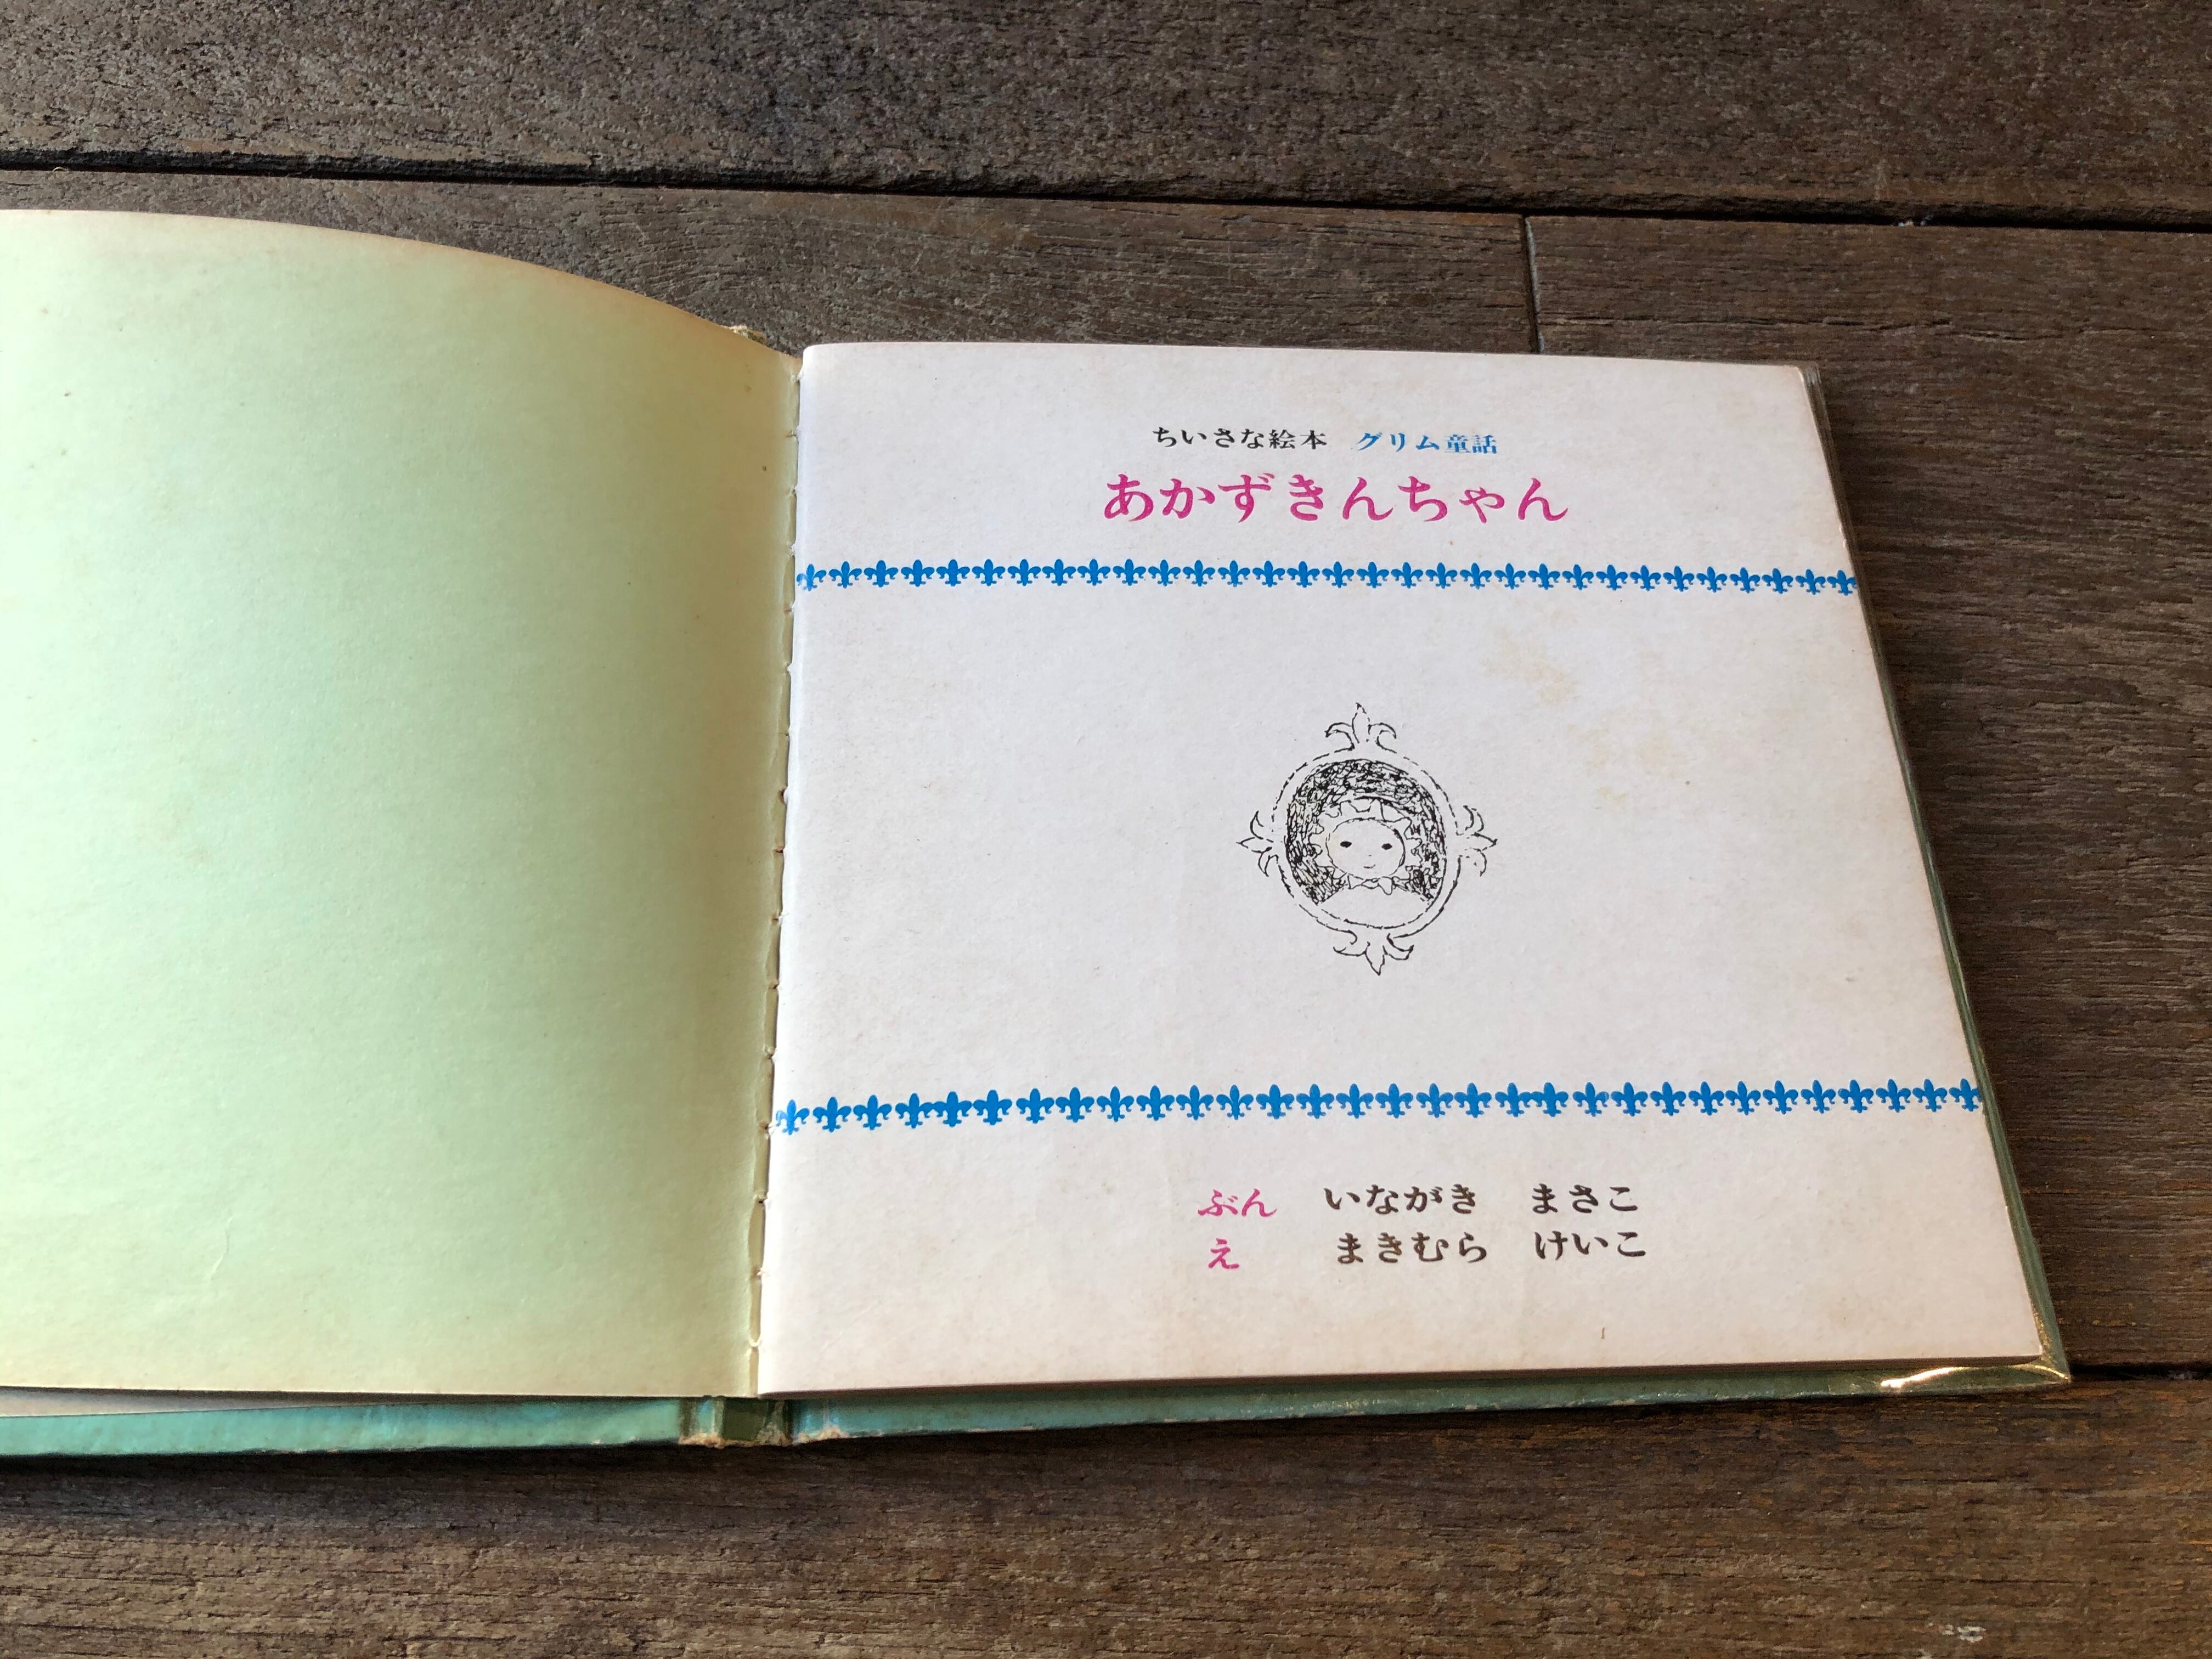 ちいさな絵本 グリム童話
あかずきんちゃん
ぶん いながき まさこ
え まきむら けいこ